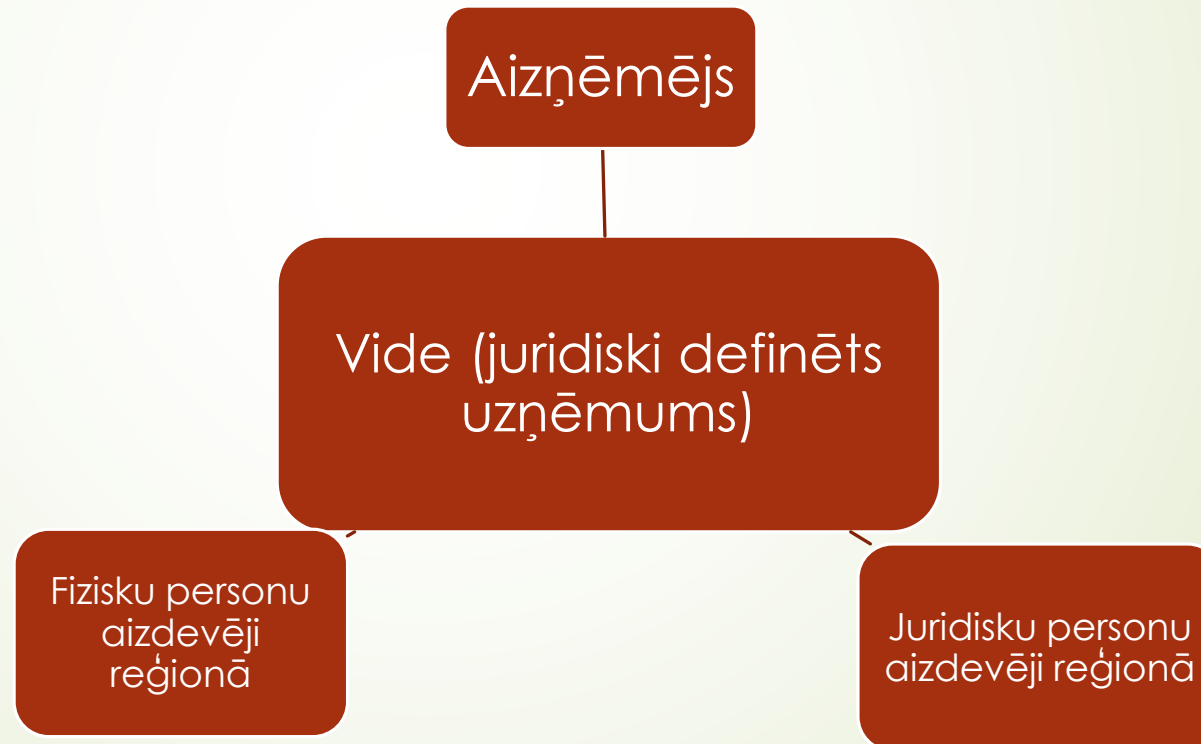 Aizņēmējs
Vide (juridiski definēts
uzņēmums)
Fizisku personu
aizdevēji
reģionā
Juridisku personu
aizdevēji reģionā